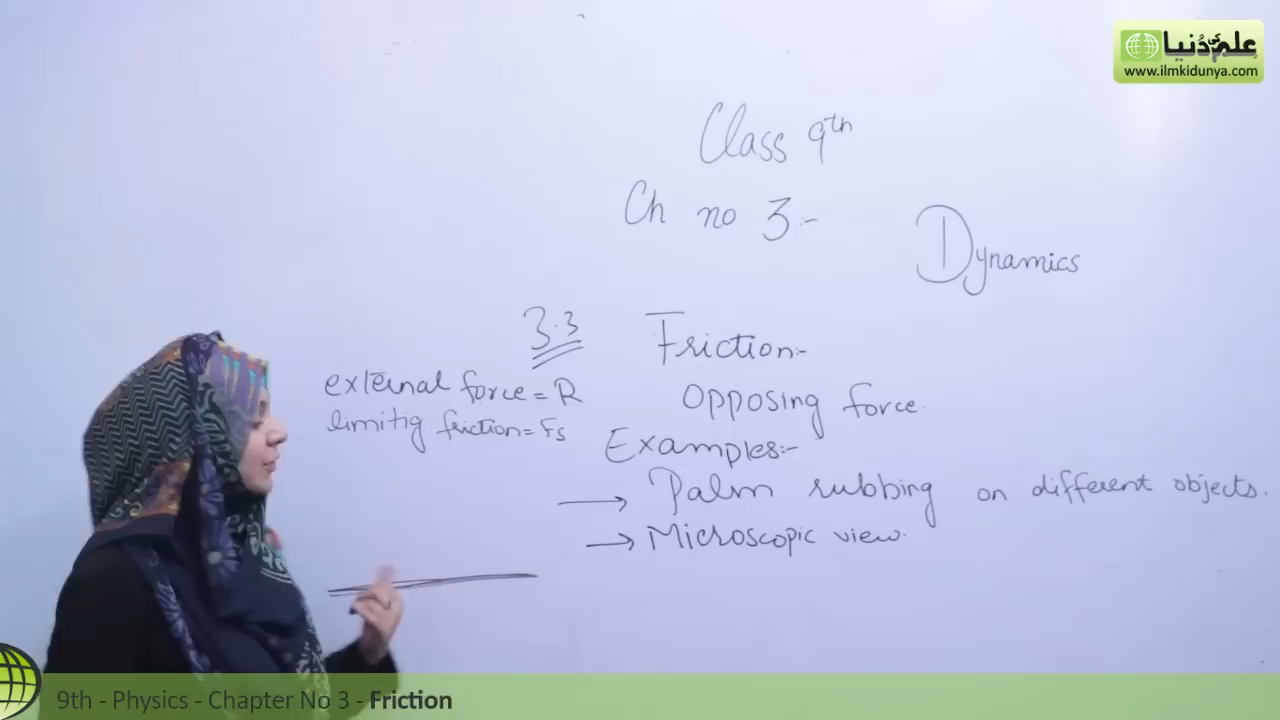 علم کی دُنیا
www.ilmkidunya.com
Class 9th
Ch no 3:-
Dynamics
3.3 Friction:-
external force = R
opposing force.
limitig friction = Fs
Examples:-
→ Palm rubbing on different objects.
→ Microscopic view.
9th - Physics - Chapter No 3 - Friction